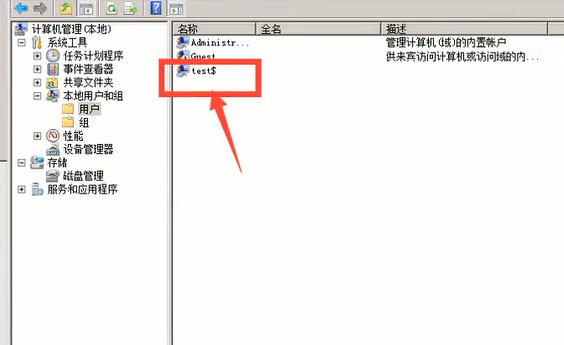 计算机管理(本地)
系统工具
任务计划程序
事件查看器
共享文件夹
本地用户和组
用户
组
性能
设备管理器
存储
磁盘管理
服务和应用程序
名称 全名 描述
Administr... 管理计算机(域)的内置帐户
Guest 供来宾访问计算机或访问域的内...
test$